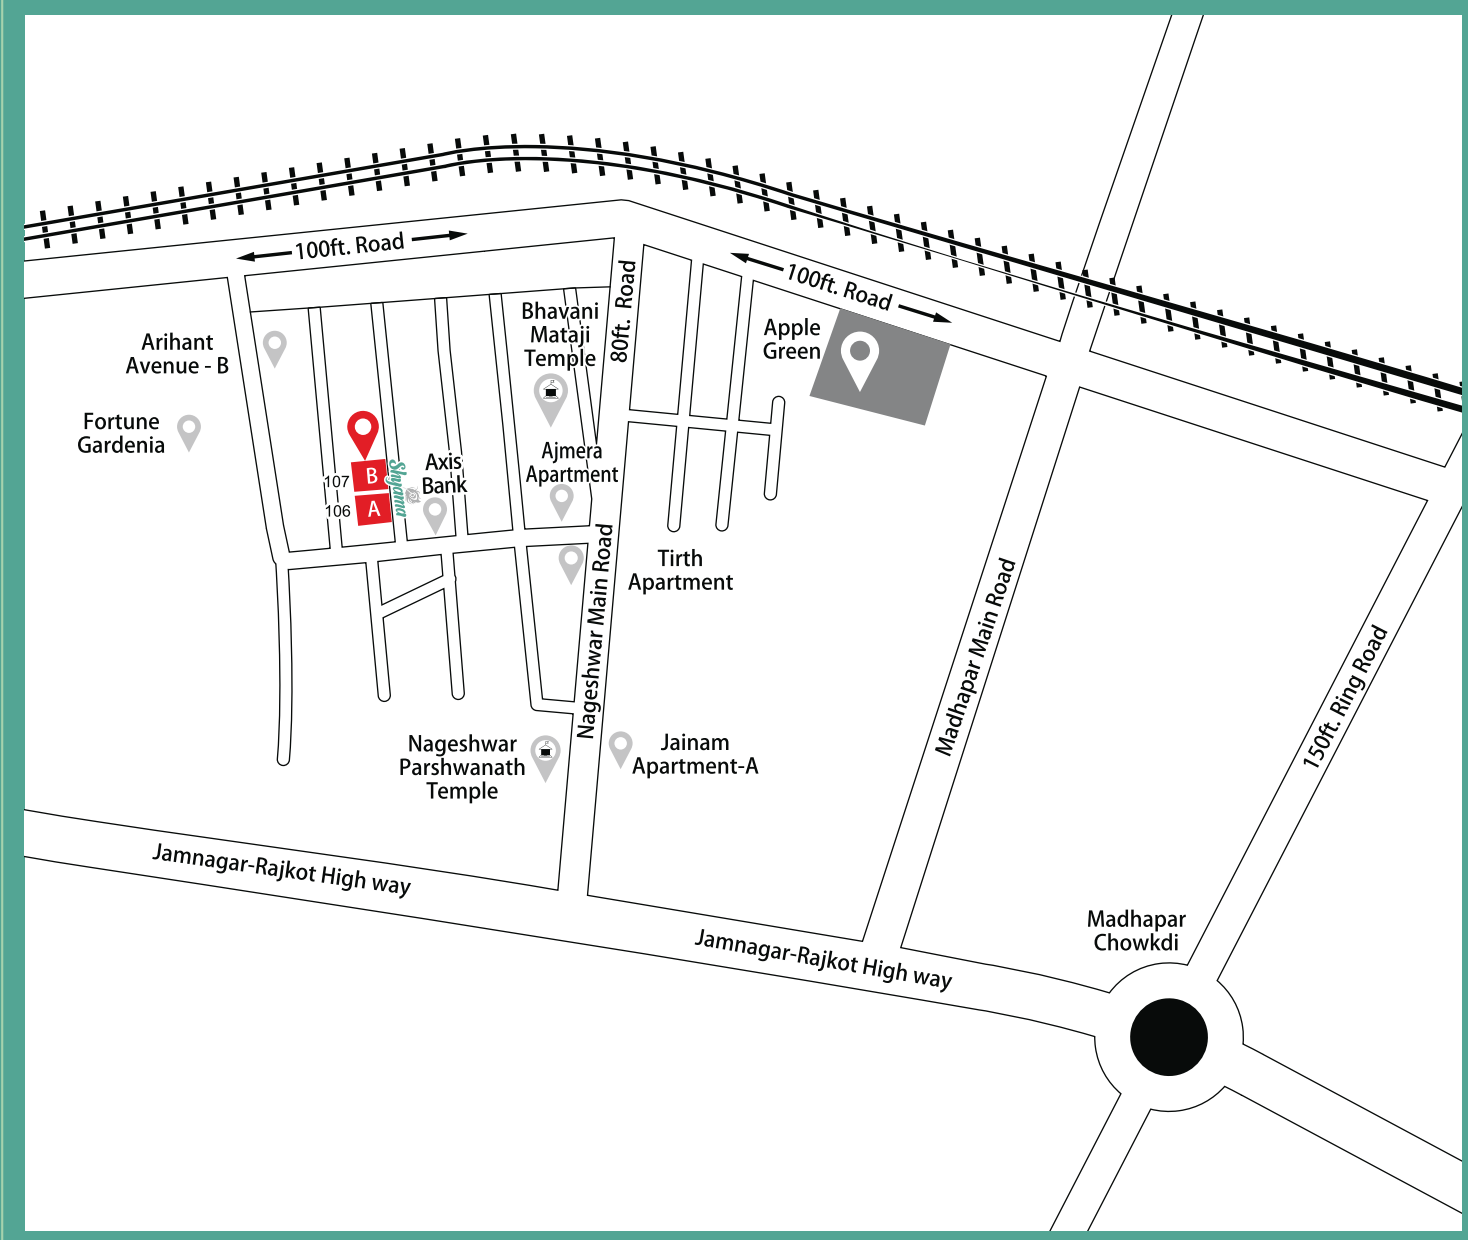 100ft. Road
80ft. Road
100ft. Road
Bhavani
Mataji
Temple
Apple
Green
Arihant
Avenue - B
Fortune
Gardenia
107 B
106 A
Shyama
Axis
Bank
Ajmera
Apartment
Tirth
Apartment
Nageshwar Main Road
Madhapar Main Road
150ft. Ring Road
Nageshwar
Parshwanath
Temple
Jainam
Apartment-A
Jamnagar-Rajkot High way
Jamnagar-Rajkot High way
Madhapar
Chowkdi